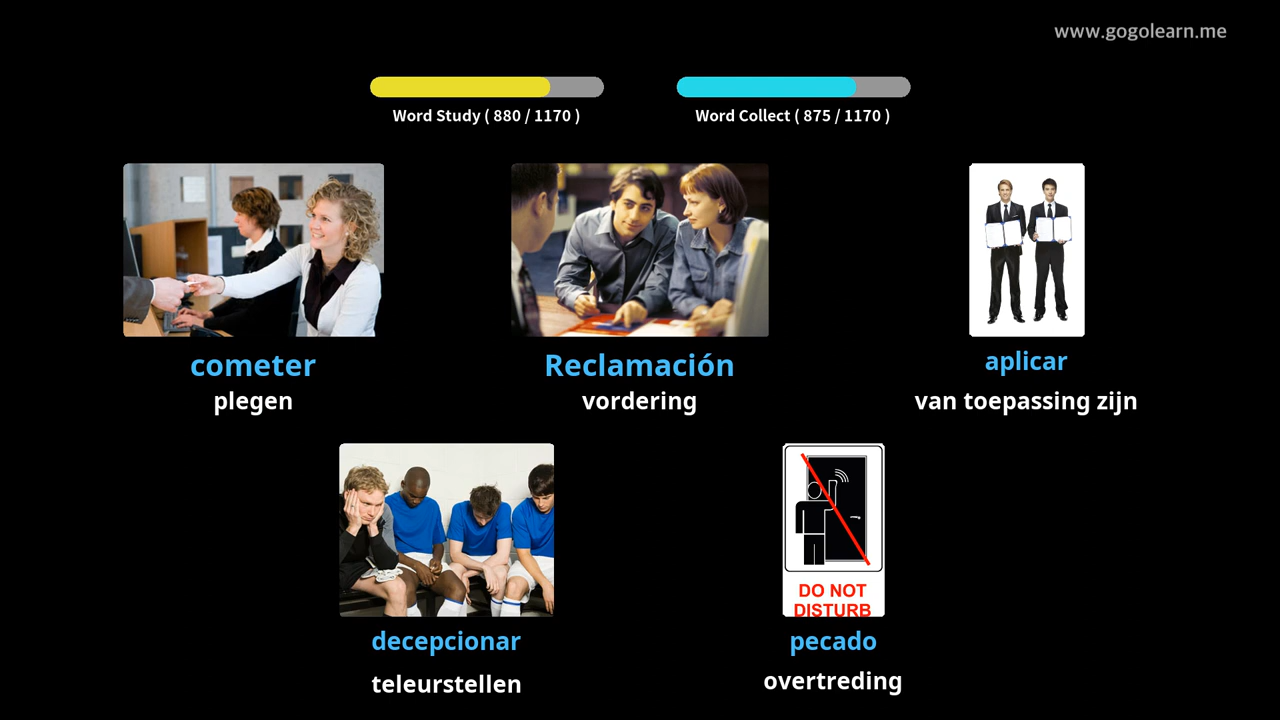 www.gogolearn.me
Word Study ( 880 / 1170 )
Word Collect ( 875 / 1170 )
cometer
plegen
Reclamación
vordering
aplicar
van toepassing zijn
DO NOT
DISTURB
decepcionar
teleurstellen
pecado
overtreding